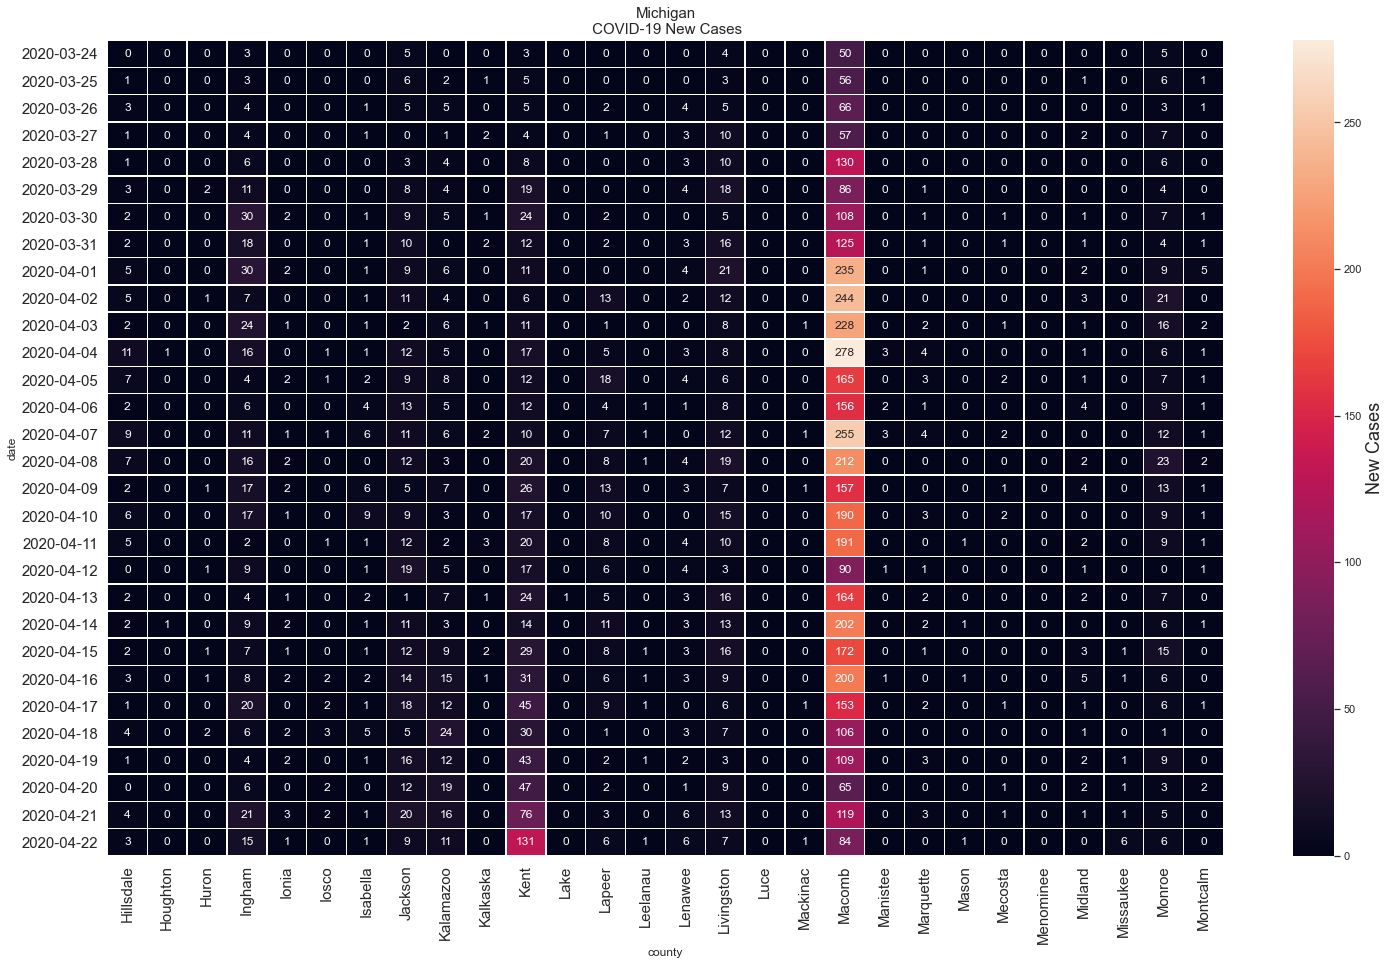 Michigan
COVID-19 New Cases
2020-03-24 0 0 0 3 0 0 0 5 0 0 3 0 0 0 0 4 0 0 50 0 0 0 0 0 0 0 5 0
2020-03-25 1 0 0 3 0 0 0 6 2 1 5 0 0 0 0 3 0 0 56 0 0 0 0 0 1 0 6 1
2020-03-26 3 0 0 4 0 0 1 5 5 0 5 0 2 0 4 5 0 0 66 0 0 0 0 0 0 0 3 1
2020-03-27 1 0 0 4 0 0 1 0 1 2 4 0 1 0 3 10 0 0 57 0 0 0 0 0 2 0 7 0
2020-03-28 1 0 0 6 0 0 0 3 4 0 8 0 0 0 3 10 0 0 130 0 0 0 0 0 0 0 6 0
2020-03-29 3 0 2 11 0 0 0 8 4 0 19 0 0 0 4 18 0 0 86 0 1 0 0 0 0 0 4 0
2020-03-30 2 0 0 30 2 0 1 9 5 1 24 0 2 0 0 5 0 0 108 0 1 0 1 0 1 0 7 1
2020-03-31 2 0 0 18 0 0 1 10 0 2 12 0 2 0 3 16 0 0 125 0 1 0 1 0 1 0 4 1
2020-04-01 5 0 0 30 2 0 1 9 6 0 11 0 0 0 4 21 0 0 235 0 1 0 0 0 2 0 9 5
2020-04-02 5 0 1 7 0 0 1 11 4 0 6 0 13 0 2 12 0 0 244 0 0 0 0 0 3 0 21 0
2020-04-03 2 0 0 24 1 0 1 2 6 1 11 0 1 0 0 8 0 1 228 0 2 0 1 0 1 0 16 2
2020-04-04 11 1 0 16 0 1 1 12 5 0 17 0 5 0 3 8 0 0 278 3 4 0 0 0 1 0 6 1
2020-04-05 7 0 0 4 2 1 2 9 8 0 12 0 18 0 4 6 0 0 165 0 3 0 2 0 1 0 7 1
2020-04-06 2 0 0 6 0 0 4 13 5 0 12 0 4 1 1 8 0 0 156 2 1 0 0 0 4 0 9 1
2020-04-07 9 0 0 11 1 1 6 11 6 2 10 0 7 1 0 12 0 1 255 3 4 0 2 0 0 0 12 1
2020-04-08 7 0 0 16 2 0 0 12 3 0 20 0 8 1 4 19 0 0 212 0 0 0 0 0 2 0 23 2
2020-04-09 2 0 1 17 2 0 6 5 7 0 26 0 13 0 3 7 0 1 157 0 0 0 1 0 4 0 13 1
2020-04-10 6 0 0 17 1 0 9 9 3 0 17 0 10 0 0 15 0 0 190 0 3 0 2 0 0 0 9 1
2020-04-11 5 0 0 2 0 1 1 12 2 3 20 0 8 0 4 10 0 0 191 0 0 1 0 0 2 0 9 1
2020-04-12 0 0 1 9 0 0 1 19 5 0 17 0 6 0 4 3 0 0 90 1 1 0 0 0 1 0 0 1
2020-04-13 2 0 0 4 1 0 2 1 7 1 24 1 5 0 3 16 0 0 164 0 2 0 0 0 2 0 7 0
2020-04-14 2 1 0 9 2 0 1 11 3 0 14 0 11 0 3 13 0 0 202 0 2 1 0 0 0 0 6 1
2020-04-15 2 0 1 7 1 0 1 12 9 2 29 0 8 1 3 16 0 0 172 0 1 0 0 0 3 1 15 0
2020-04-16 3 0 1 8 2 2 2 14 15 1 31 0 6 1 3 9 0 0 200 1 0 1 0 0 5 1 6 0
2020-04-17 1 0 0 20 0 2 1 18 12 0 45 0 9 1 0 6 0 1 153 0 2 0 1 0 1 0 6 1
2020-04-18 4 0 2 6 2 3 5 5 24 0 30 0 1 0 3 7 0 0 106 0 0 0 0 0 1 0 1 0
2020-04-19 1 0 0 4 2 0 1 16 12 0 43 0 2 1 2 3 0 0 109 0 3 0 0 0 2 1 9 0
2020-04-20 0 0 0 6 0 2 0 12 19 0 47 0 2 0 1 9 0 0 65 0 0 0 1 0 2 1 3 2
2020-04-21 4 0 0 21 3 2 1 20 16 0 76 0 3 0 6 13 0 0 119 0 3 0 1 0 1 1 5 0
2020-04-22 3 0 0 15 1 0 1 9 11 0 131 0 6 1 6 7 0 1 84 0 0 1 0 0 0 6 6 0
date
Hillsdale Houghton Huron Ingham Ionia Iosco Isabella Jackson Kalamazoo Kalkaska Kent Lake Lapeer Leelanau Lenawee Livingston Luce Mackinac Macomb Manistee Marquette Mason Mecosta Menominee Midland Missaukee Monroe Montcalm
county
250
200
150
100
50
0
New Cases